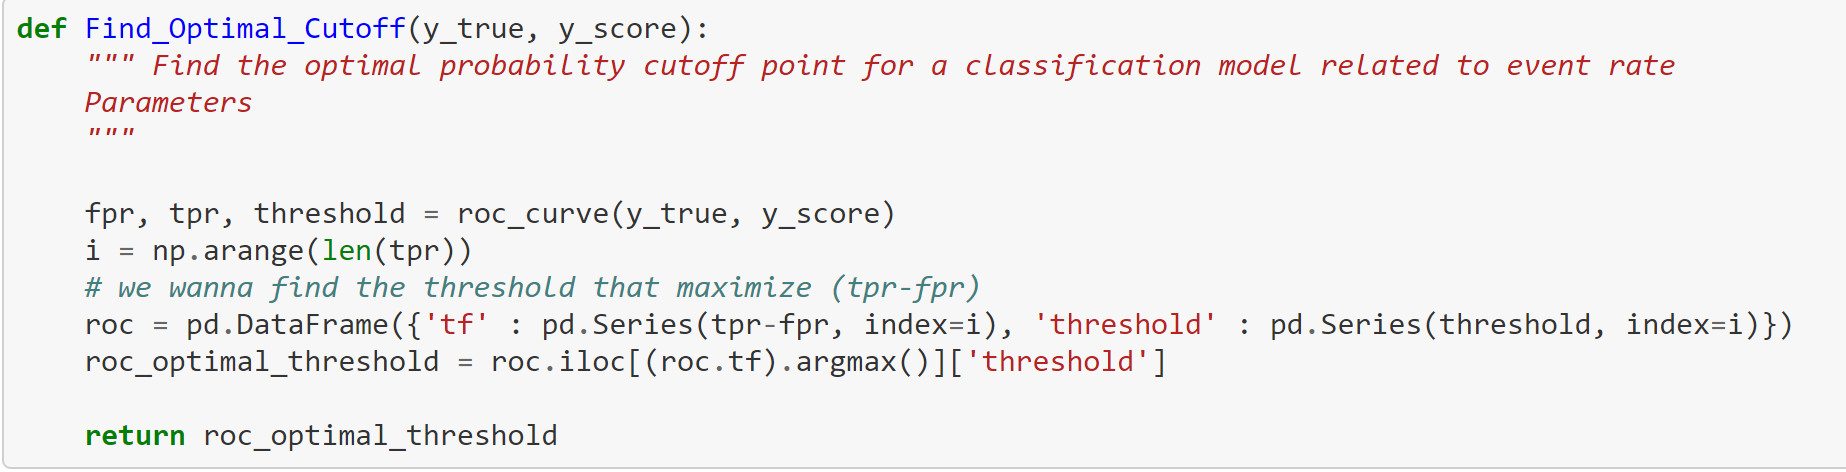 def Find_Optimal_Cutoff(y_true, y_score):
    """ Find the optimal probability cutoff point for a classification model related to event rate
    Parameters
    """
    fpr, tpr, threshold = roc_curve(y_true, y_score)
    i = np.arange(len(tpr))
    # we wanna find the threshold that maximize (tpr-fpr)
    roc = pd.DataFrame({'tf' : pd.Series(tpr-fpr, index=i), 'threshold' : pd.Series(threshold, index=i)})
    roc_optimal_threshold = roc.iloc[(roc.tf).argmax()]['threshold']
    return roc_optimal_threshold